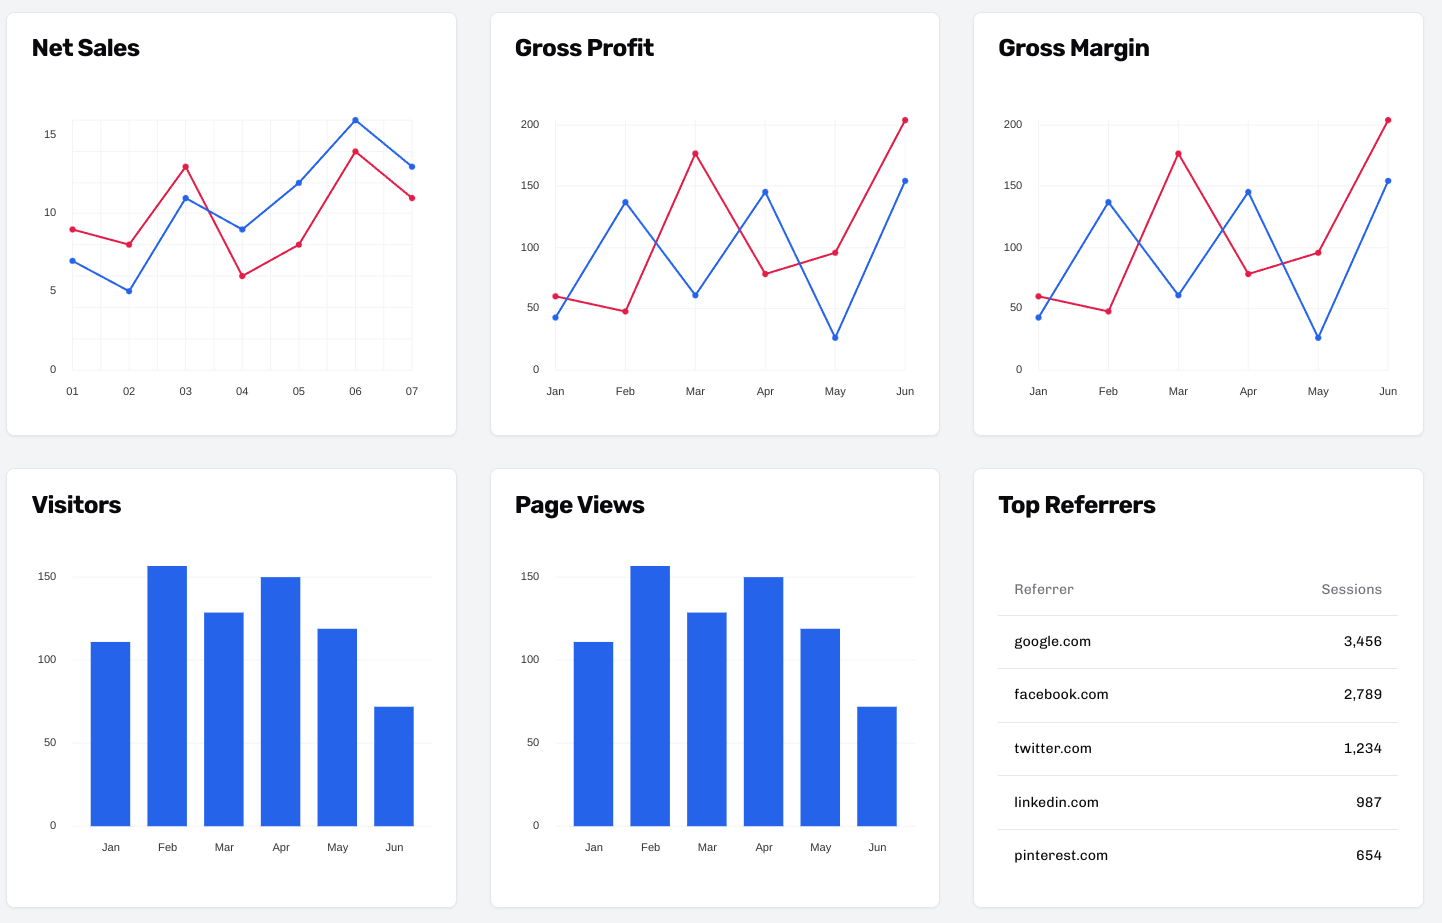 Net Sales
15
10
5
0
01 02 03 04 05 06 07
Gross Profit
200
150
100
50
0
Jan Feb Mar Apr May Jun
Gross Margin
200
150
100
50
0
Jan Feb Mar Apr May Jun
Visitors
150
100
50
0
Jan Feb Mar Apr May Jun
Page Views
150
100
50
0
Jan Feb Mar Apr May Jun
Top Referrers
Referrer Sessions
google.com 3,456
facebook.com 2,789
twitter.com 1,234
linkedin.com 987
pinterest.com 654